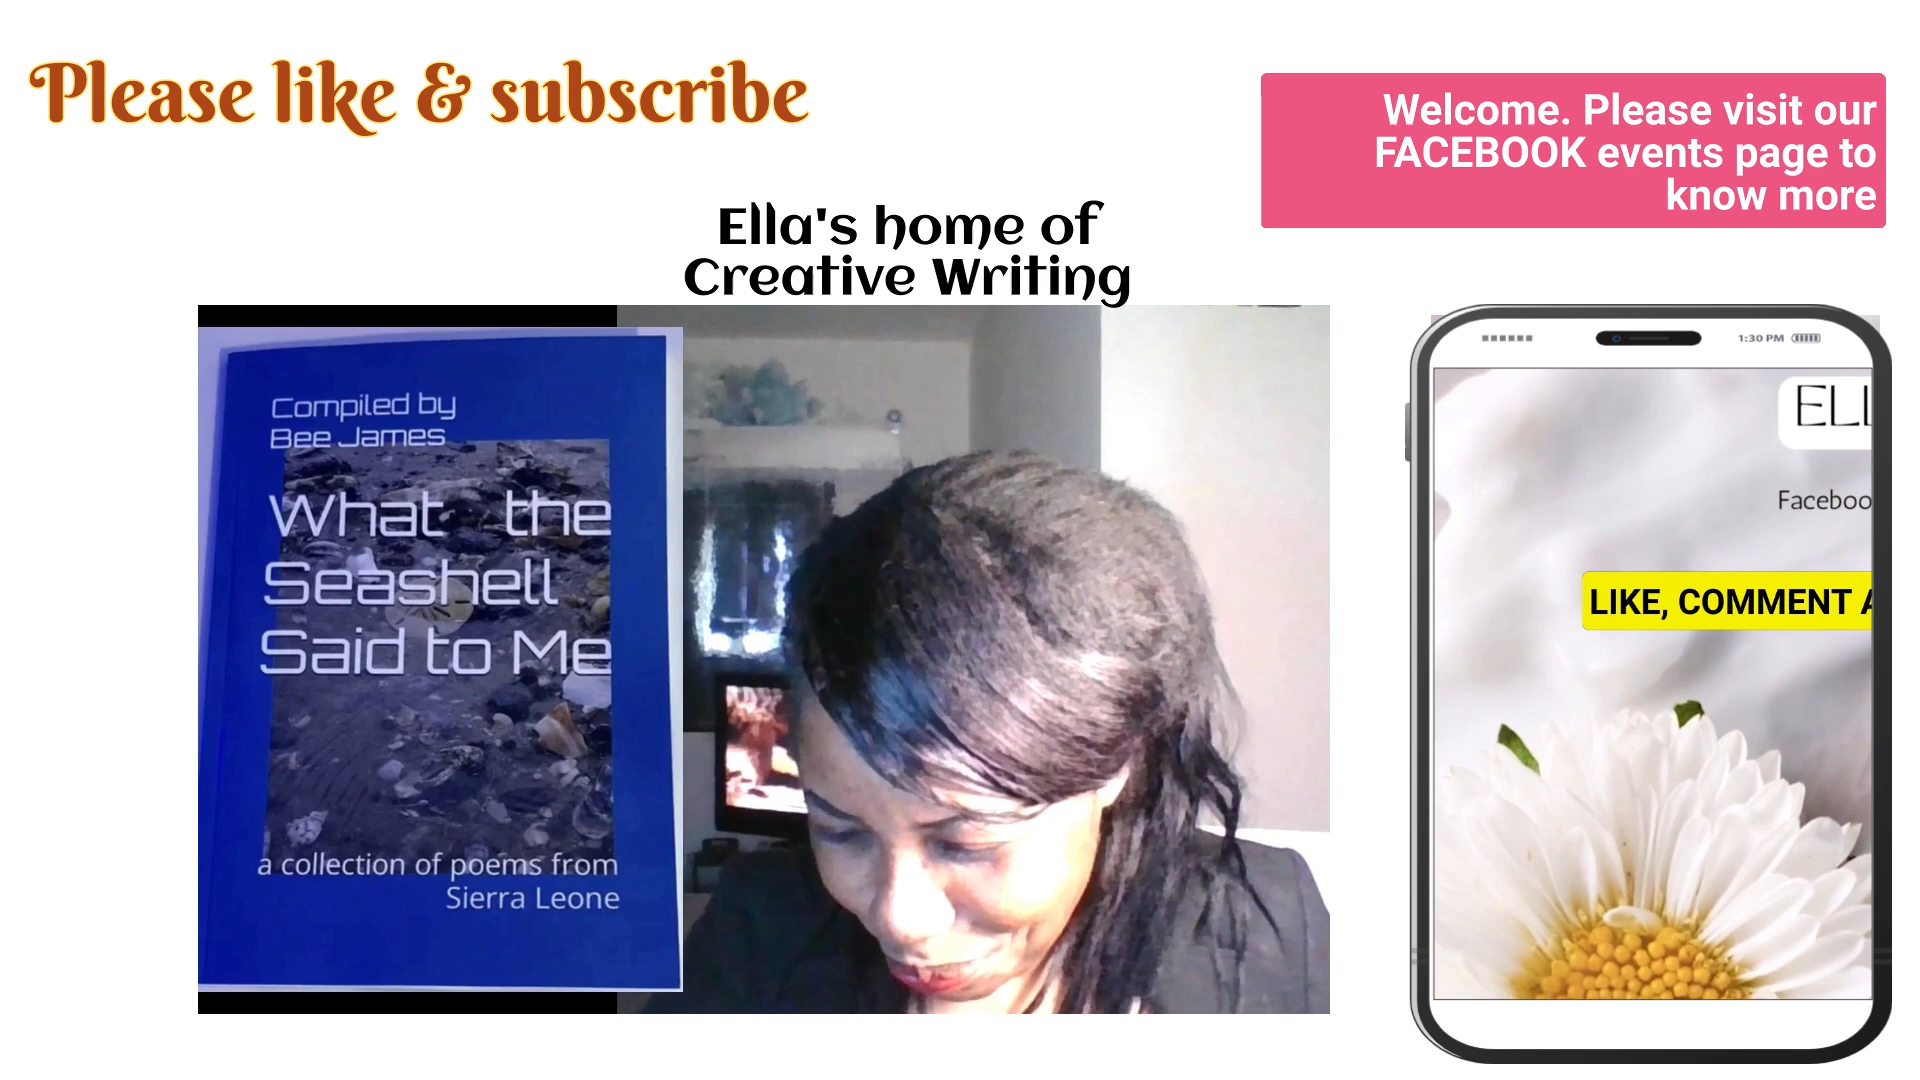 Please like & subscribe
Welcome. Please visit our
FACEBOOK events page to
know more
Ella's home of
Creative Writing
Compiled by
Bee James
What the
Seashell
Said to Me
a collection of poems from
Sierra Leone
1:30 PM
ELL
Faceboo
LIKE, COMMENT A